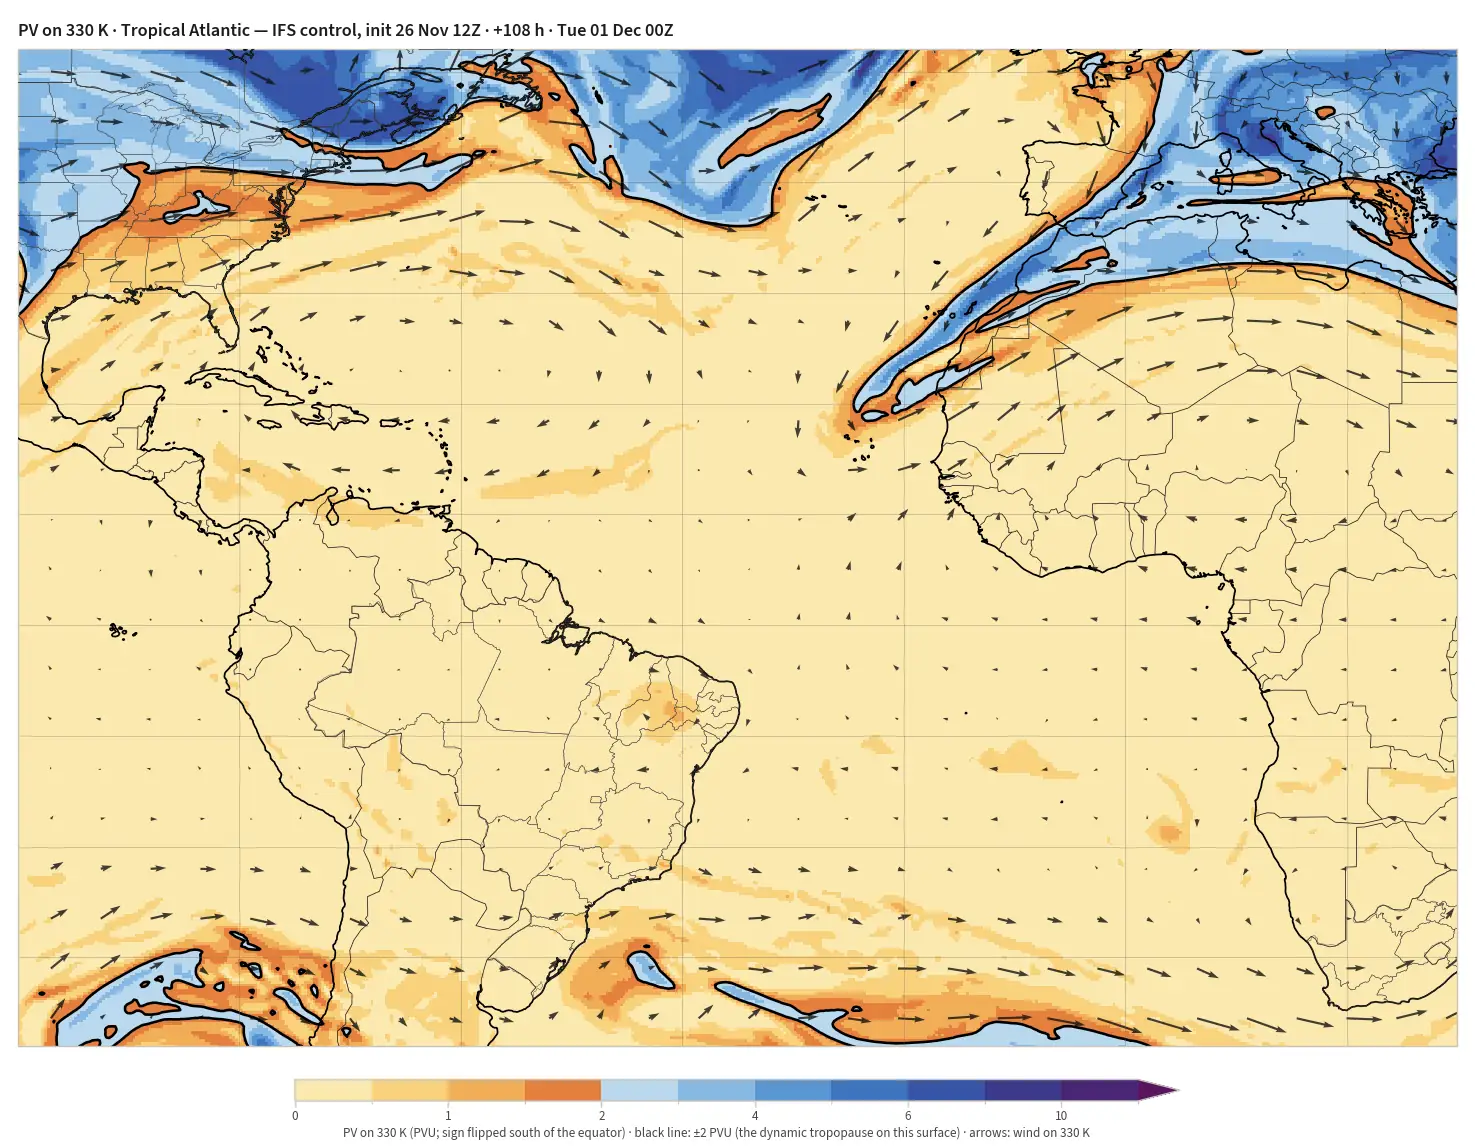 PV on 330 K · Tropical Atlantic — IFS control, init 26 Nov 12Z · +108 h · Tue 01 Dec 00Z
0 1 2 4 6 10
PV on 330 K (PVU; sign flipped south of the equator) · black line: ±2 PVU (the dynamic tropopause on this surface) · arrows: wind on 330 K